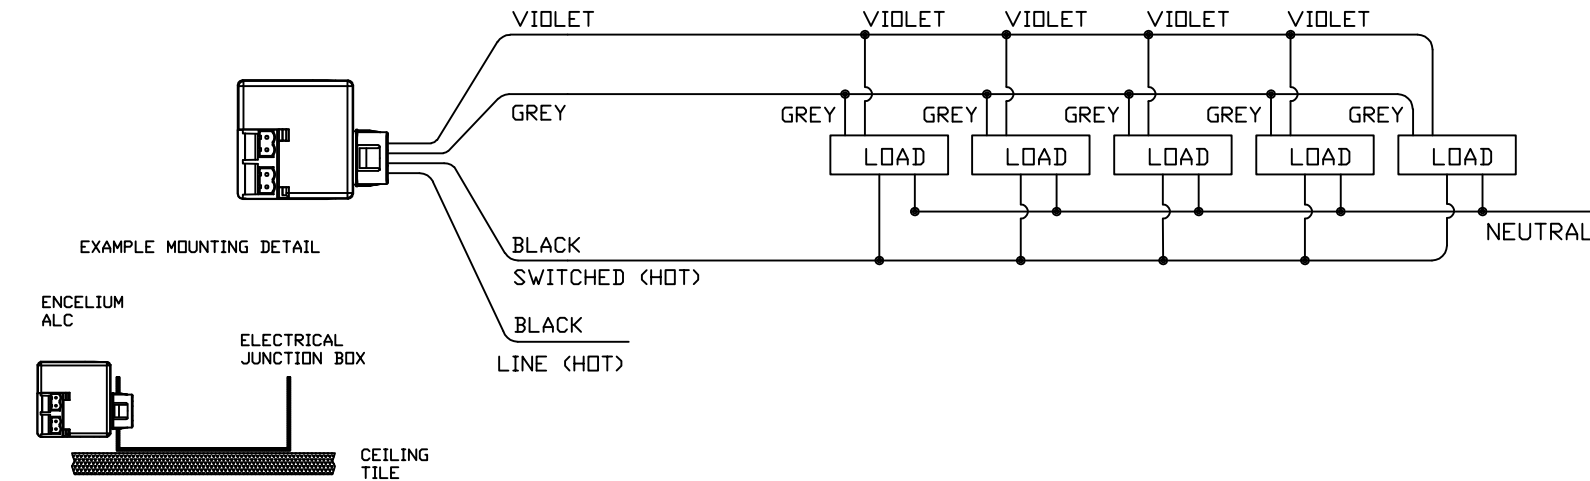 VIOLET VIOLET VIOLET VIOLET VIOLET
GREY GREY GREY GREY GREY GREY
LOAD LOAD LOAD LOAD LOAD
NEUTRAL
EXAMPLE MOUNTING DETAIL
BLACK
SWITCHED (HOT)
BLACK
LINE (HOT)
ENCELIUM
ALC
ELECTRICAL
JUNCTION BOX
CEILING
TILE